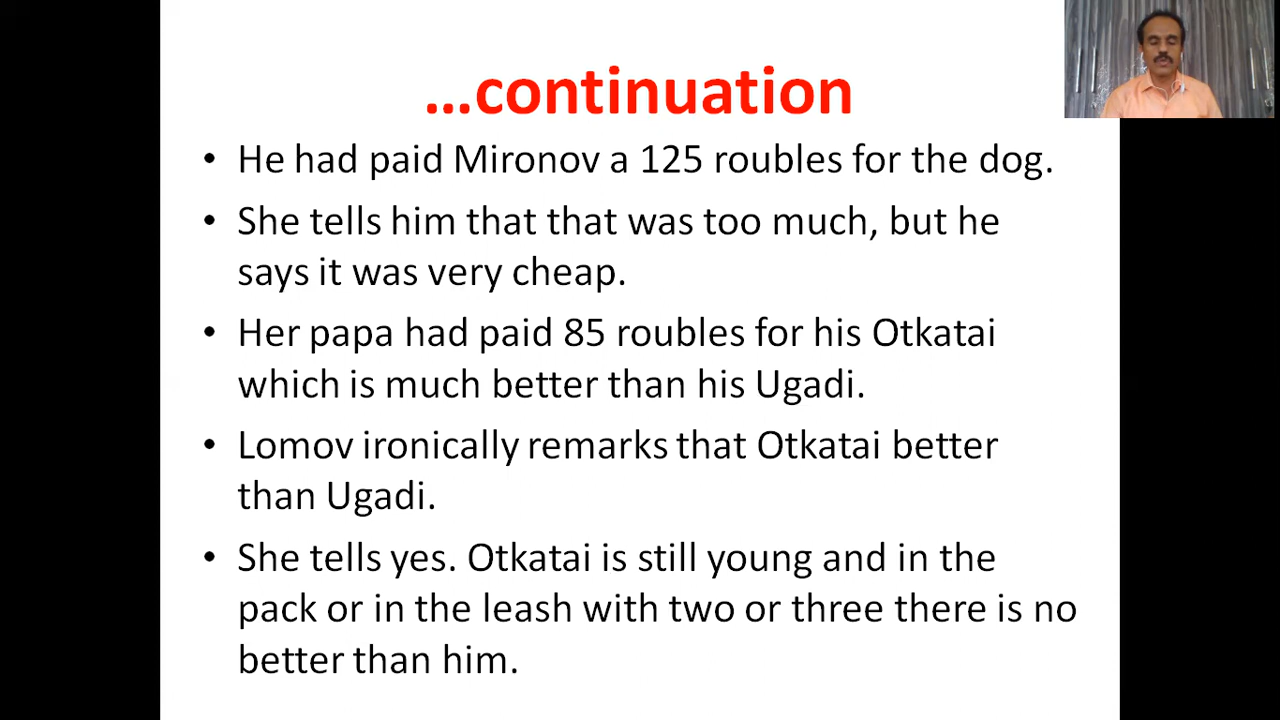 ...continuation
• He had paid Mironov a 125 roubles for the dog.
• She tells him that that was too much, but he
says it was very cheap.
• Her papa had paid 85 roubles for his Otkatai
which is much better than his Ugadi.
• Lomov ironically remarks that Otkatai better
than Ugadi.
• She tells yes. Otkatai is still young and in the
pack or in the leash with two or three there is no
better than him.